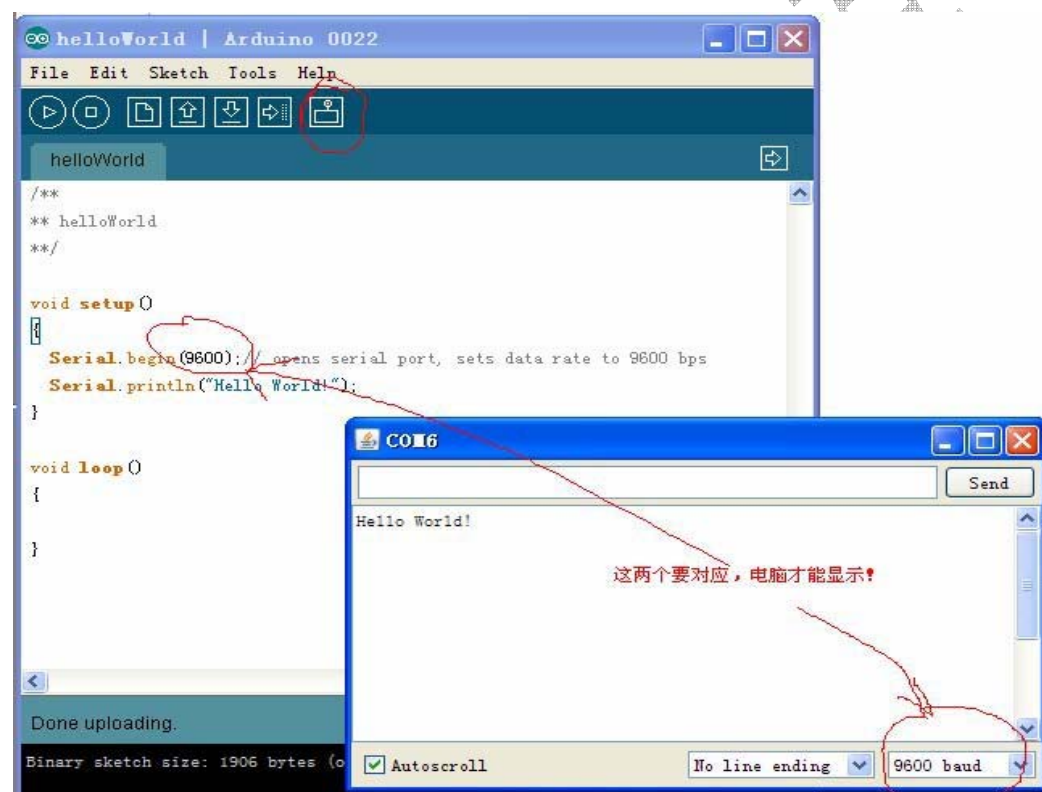 helloWorld | Arduino 0022
File Edit Sketch Tools Help
helloWorld
/**
** helloWorld
**/
void setup()
{
Serial.begin(9600);// opens serial port, sets data rate to 9600 bps
Serial.println("Hello World!");
}
void loop()
{
}
Done uploading.
Binary sketch size: 1906 bytes (o
COM6
Send
Hello World!
这两个要对应，电脑才能显示！
Autoscroll
No line ending
9600 baud